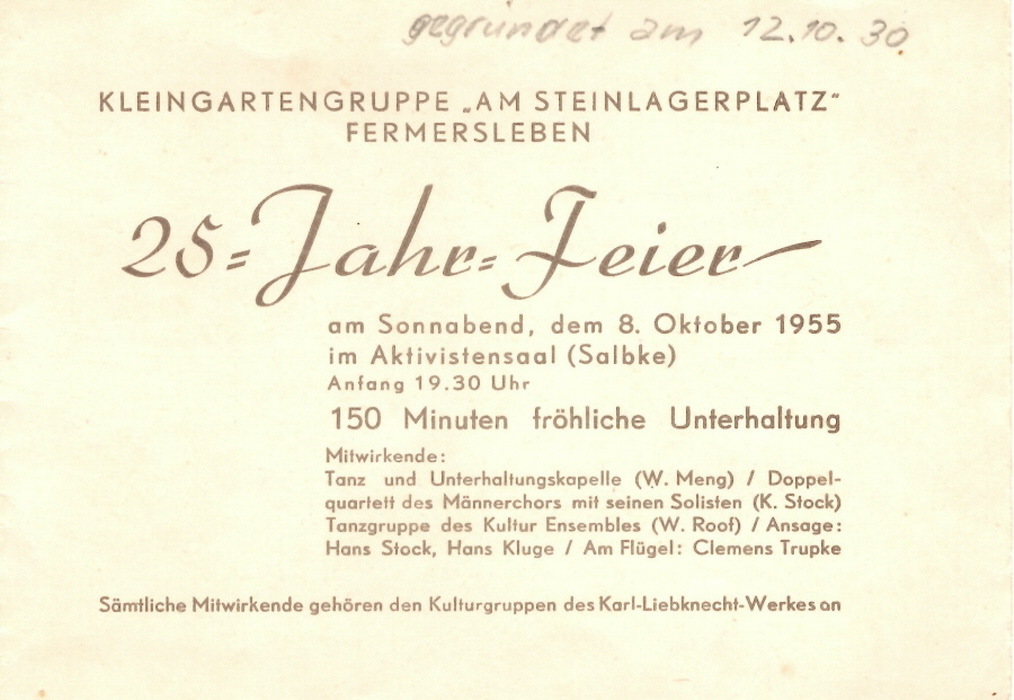 gegründet am 12.10.30
KLEINGARTENGRUPPE „AM STEINLAGERPLATZ"
FERMERSLEBEN
25=Jahr=Feier
am Sonnabend, dem 8. Oktober 1955
im Aktivistensaal (Salbke)
Anfang 19.30 Uhr
150 Minuten fröhliche Unterhaltung
Mitwirkende:
Tanz und Unterhaltungskapelle (W. Meng) / Doppel-
quartett des Männerchors mit seinen Solisten (K. Stock)
Tanzgruppe des Kultur Ensembles (W. Roof) / Ansage:
Hans Stock, Hans Kluge / Am Flügel: Clemens Trupke
Sämtliche Mitwirkende gehören den Kulturgruppen des Karl-Liebknecht-Werkes an